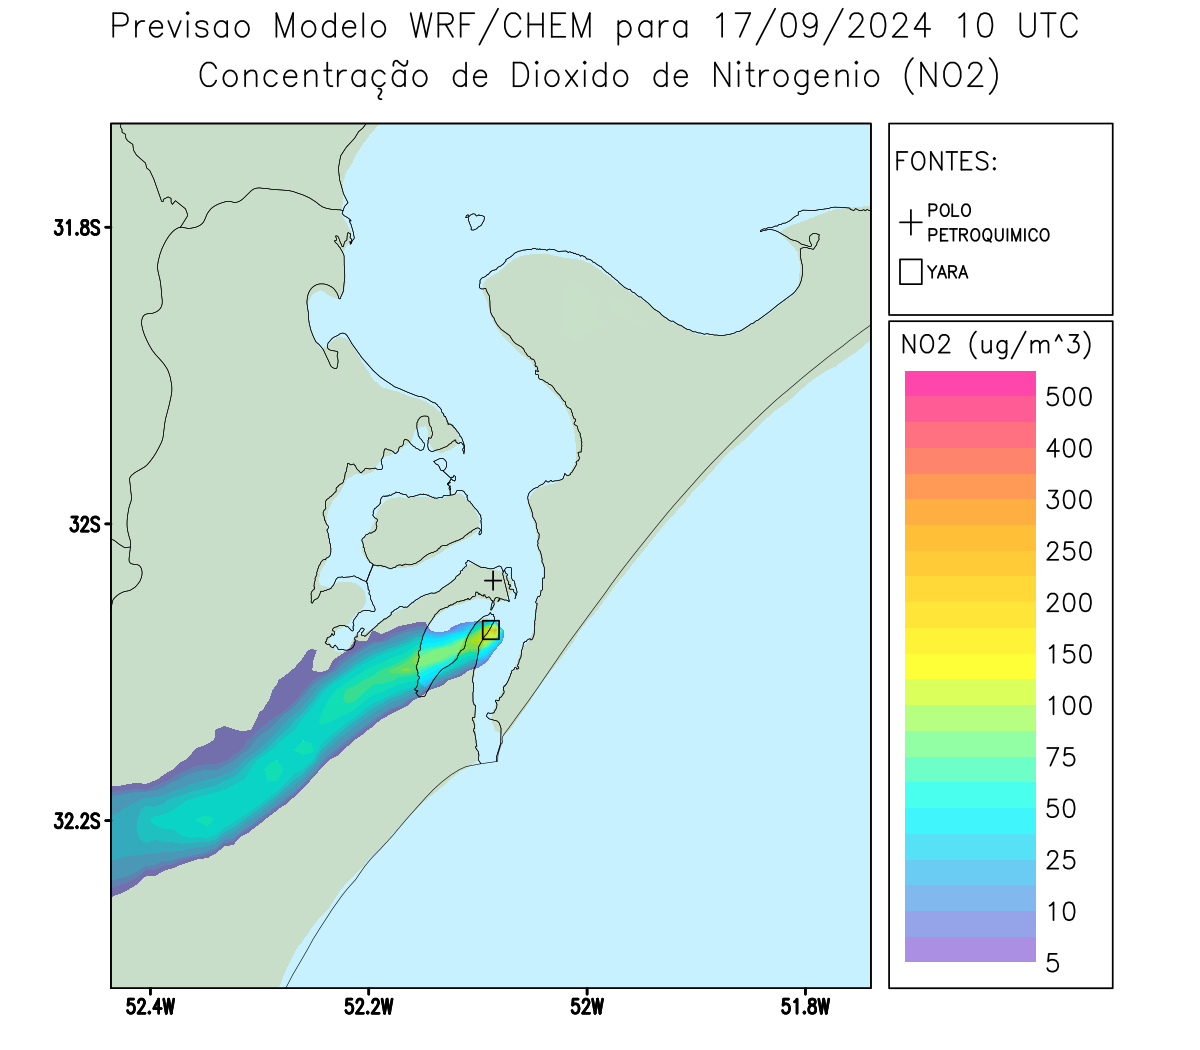 Previsao Modelo WRF/CHEM para 17/09/2024 10 UTC
Concentração de Dioxido de Nitrogenio (NO2)
FONTES:
POLO
PETROQUIMICO
YARA
31.8S
32S
32.2S
52.4W
52.2W
52W
51.8W
NO2 (ug/m^3)
500
400
300
250
200
150
100
75
50
25
10
5